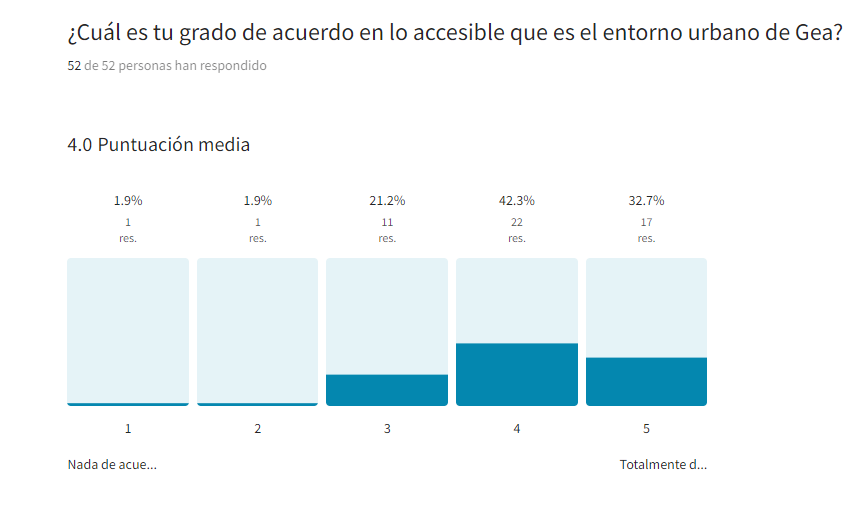 ¿Cuál es tu grado de acuerdo en lo accesible que es el entorno urbano de Gea?
52 de 52 personas han respondido
4.0 Puntuación media
1.9% 1.9% 21.2% 42.3% 32.7%
1 1 11 22 17
res. res. res. res. res.
1 2 3 4 5
Nada de acue... Totalmente d...